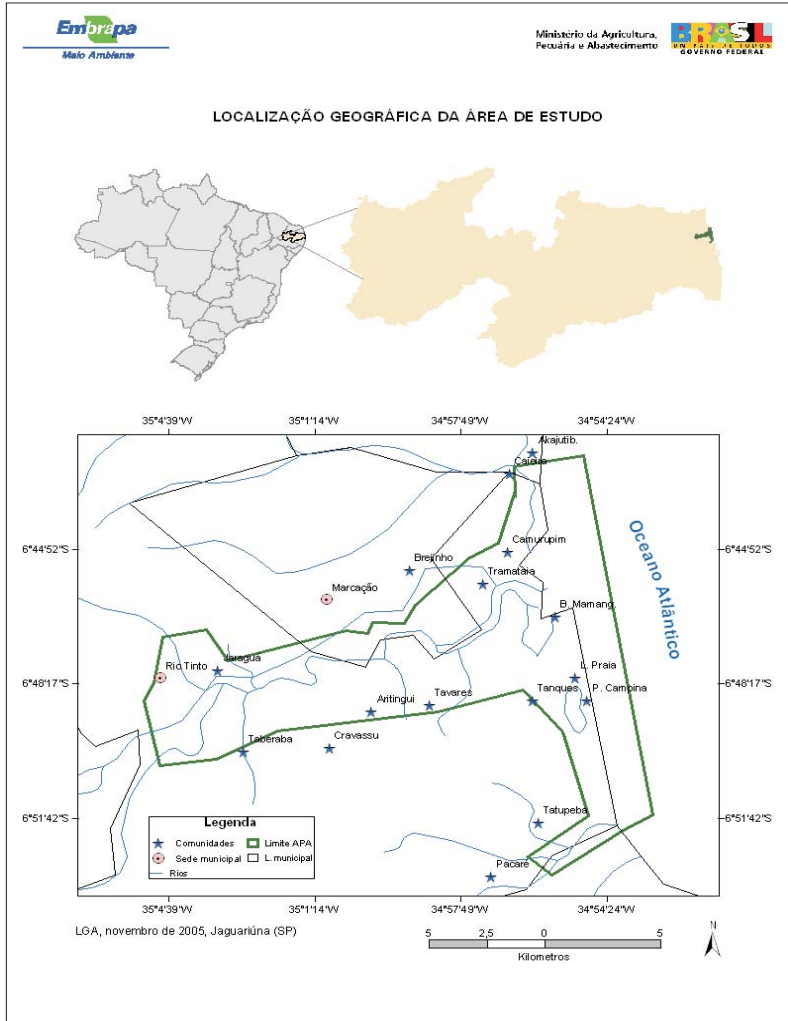 Embrapa
Meio Ambiente
Ministério da Agricultura,
Pecuária e Abastecimento
BRASIL
UM PAÍS DE TODOS
GOVERNO FEDERAL
LOCALIZAÇÃO GEOGRÁFICA DA ÁREA DE ESTUDO
35°4'39"W 35°1'14"W 34°57'49"W 34°54'24"W
Akajutib.
Caieira
Oceano Atlântico
6°44'52"S 6°44'52"S
Camurupim
Brejinho
Tramataia
Marcação
B. Mamang.
Jaragua
Rio Tinto
L. Praia
6°48'17"S 6°48'17"S
Tanques
P. Campina
Tavares
Aritingui
Cravassu
Taberaba
6°51'42"S 6°51'42"S
Tatupeba
Pacaré
Legenda
Comunidades
Limite APA
Sede municipal
L. municipal
Rios
35°4'39"W 35°1'14"W 34°57'49"W 34°54'24"W
LGA, novembro de 2005, Jaguariúna (SP)
5 2,5 0 5
Kilometros
N